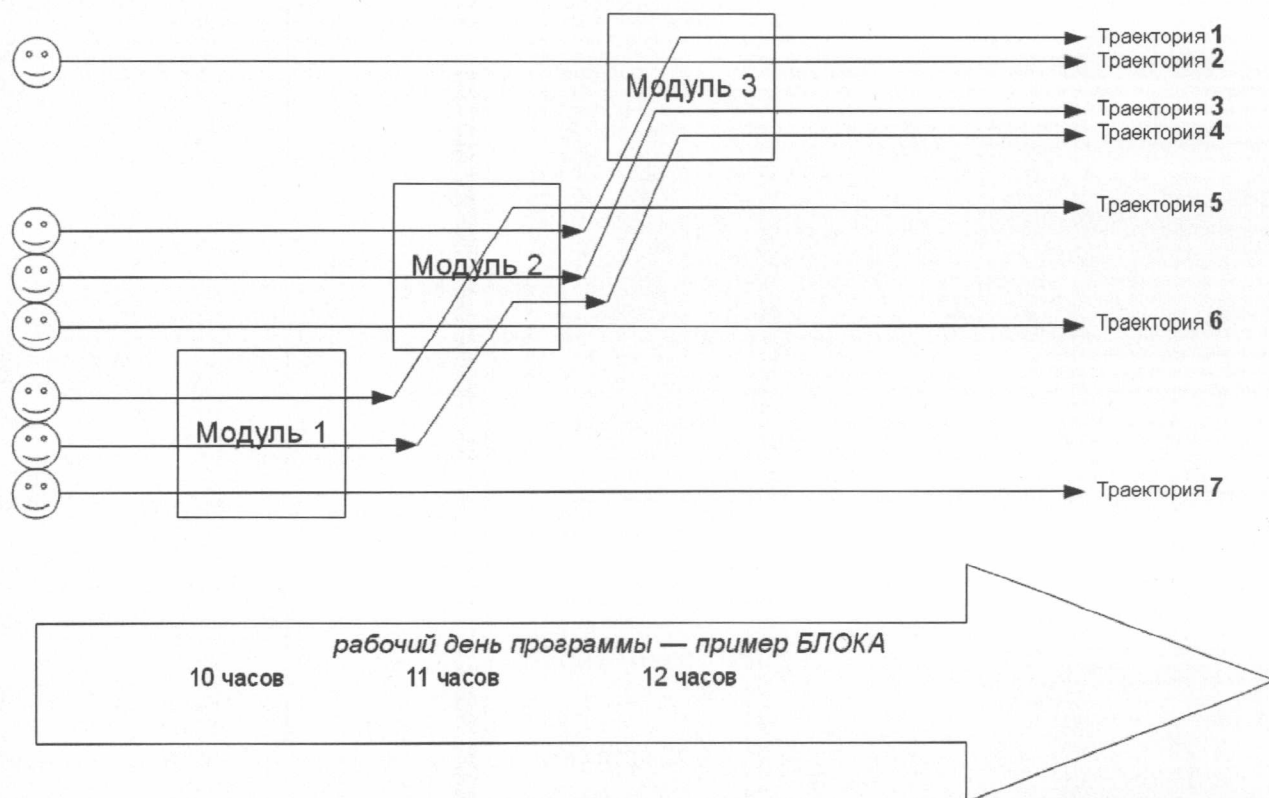 Траектория 1
Траектория 2
Модуль 3
Траектория 3
Траектория 4
Траектория 5
Модуль 2
Траектория 6
Модуль 1
Траектория 7
рабочий день программы — пример БЛОКА
10 часов 11 часов 12 часов